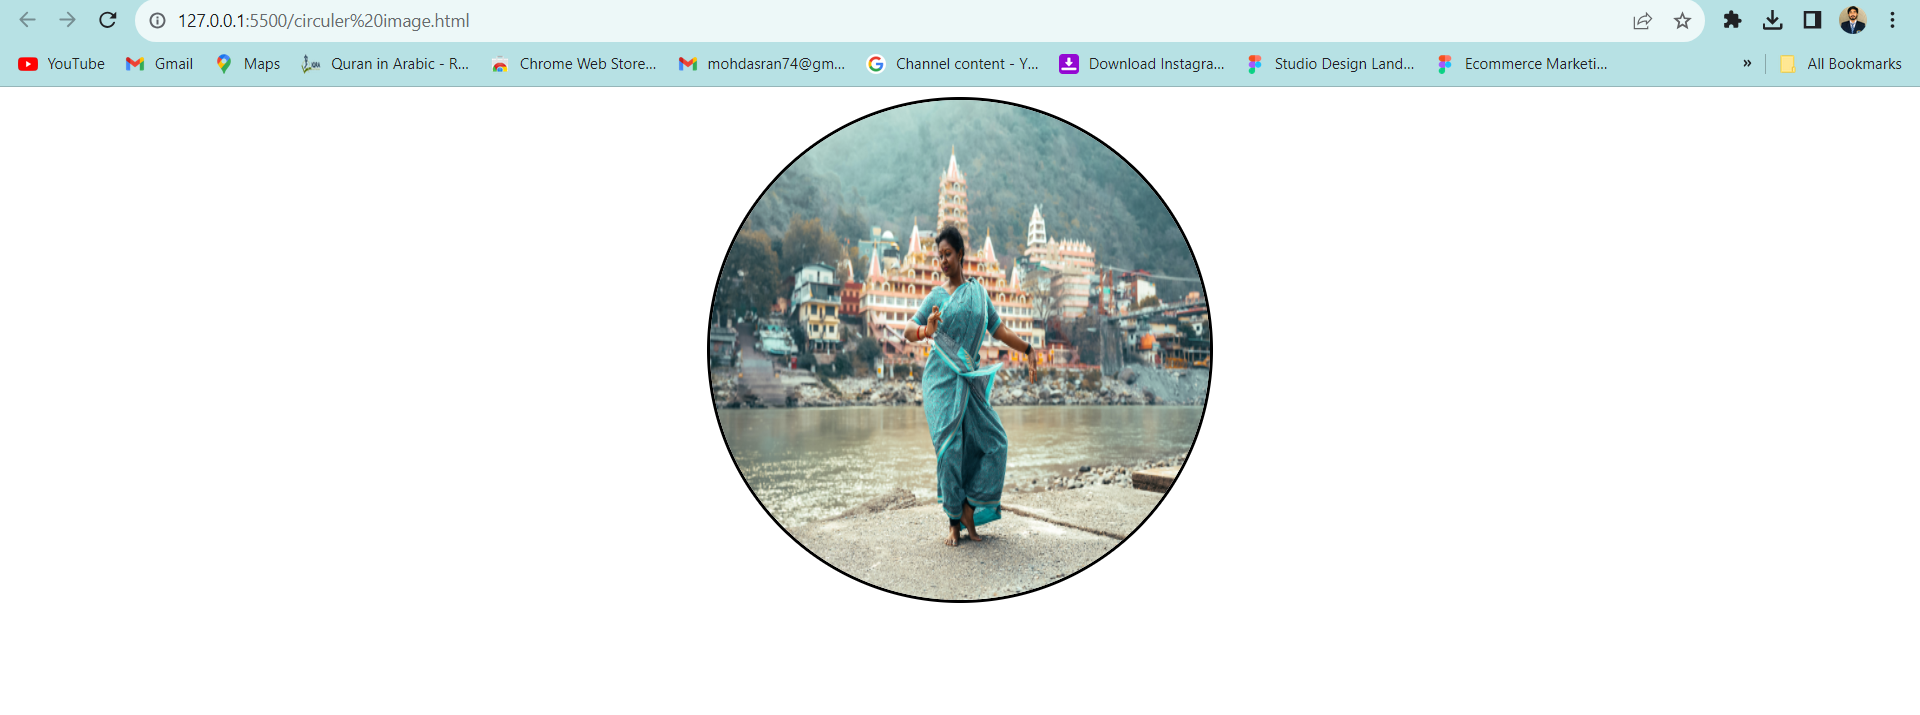 127.0.0.1:5500/circuler%20image.html
YouTube Gmail Maps Quran in Arabic - R... Chrome Web Store... mohdasran74@gm... Channel content - Y... Download Instagra... Studio Design Land... Ecommerce Marketi... » All Bookmarks